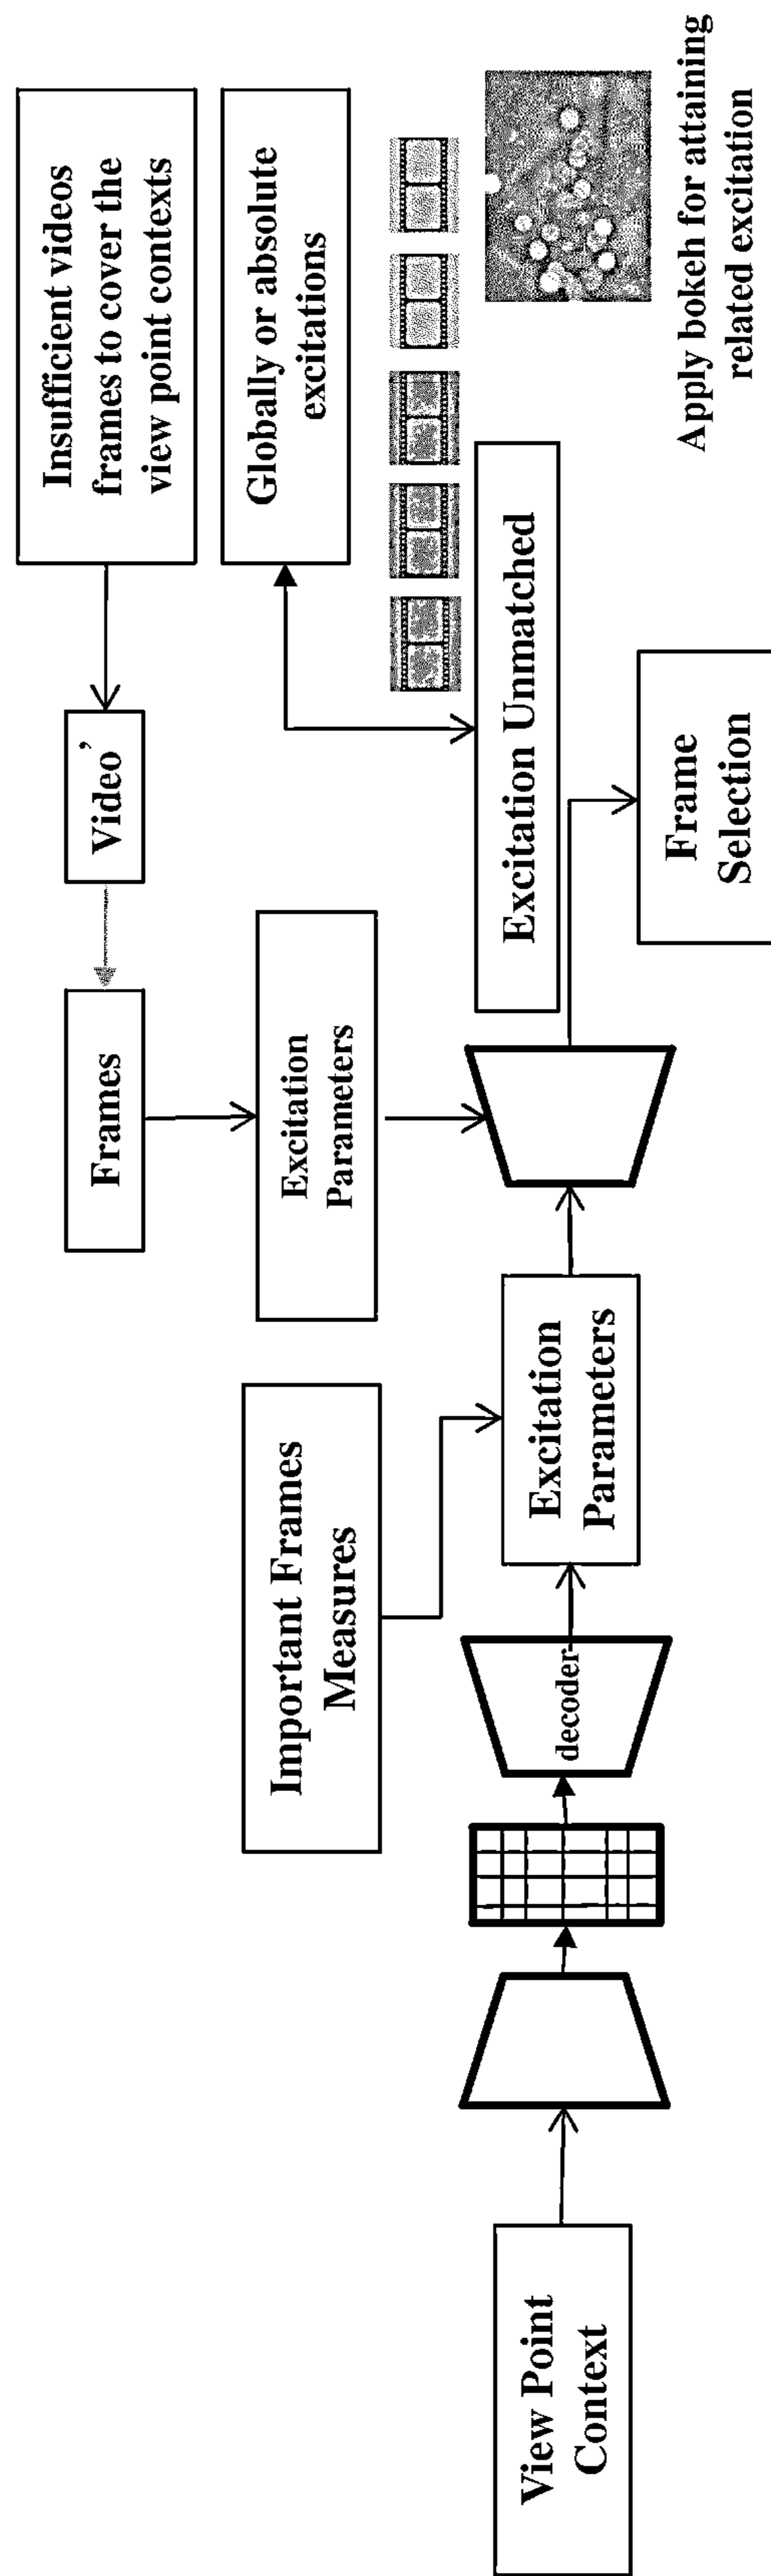 Insufficient videos
frames to cover the
view point contexts
Video’
Frames
Globally or absolute
excitations
Excitation
Parameters
Important Frames
Measures
Excitation Unmatched
Apply bokeh for attaining
related excitation
View Point
Context
decoder
Excitation
Parameters
Frame
Selection